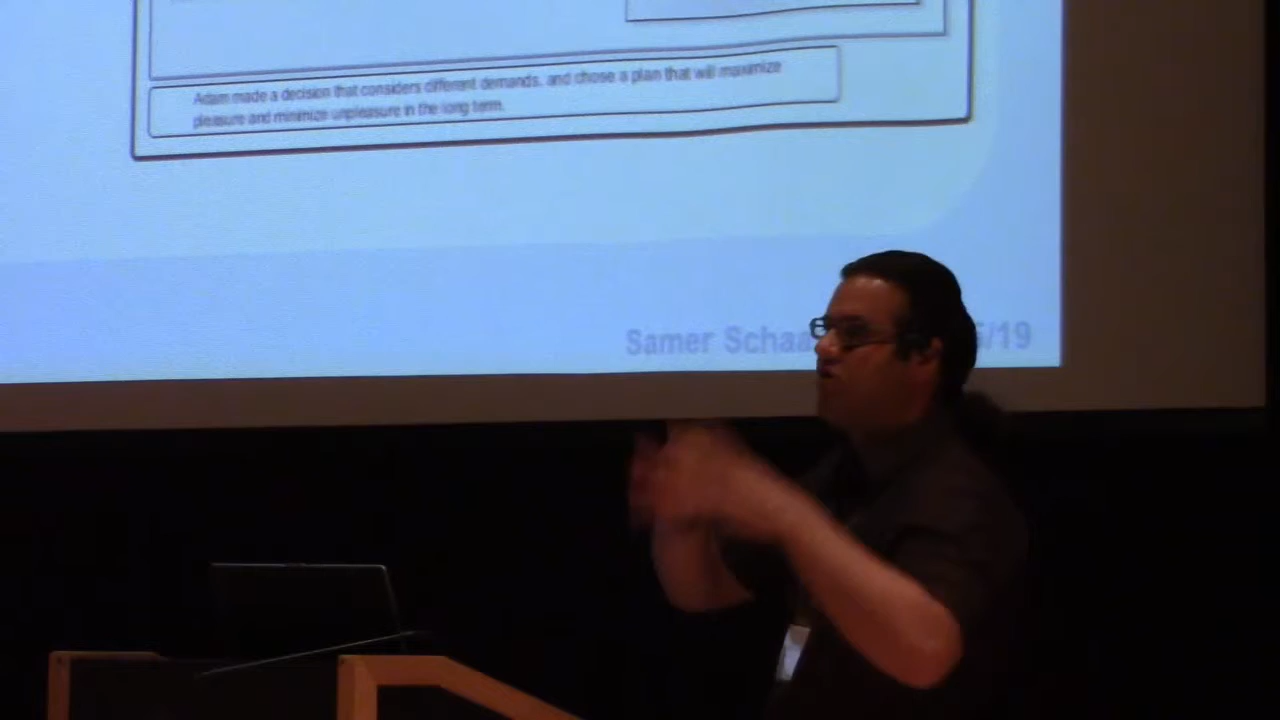 Adam made a decision that considers different demands, and chose a plan that will maximize
pleasure and minimize unpleasure in the long term.
Samer Schaa /19